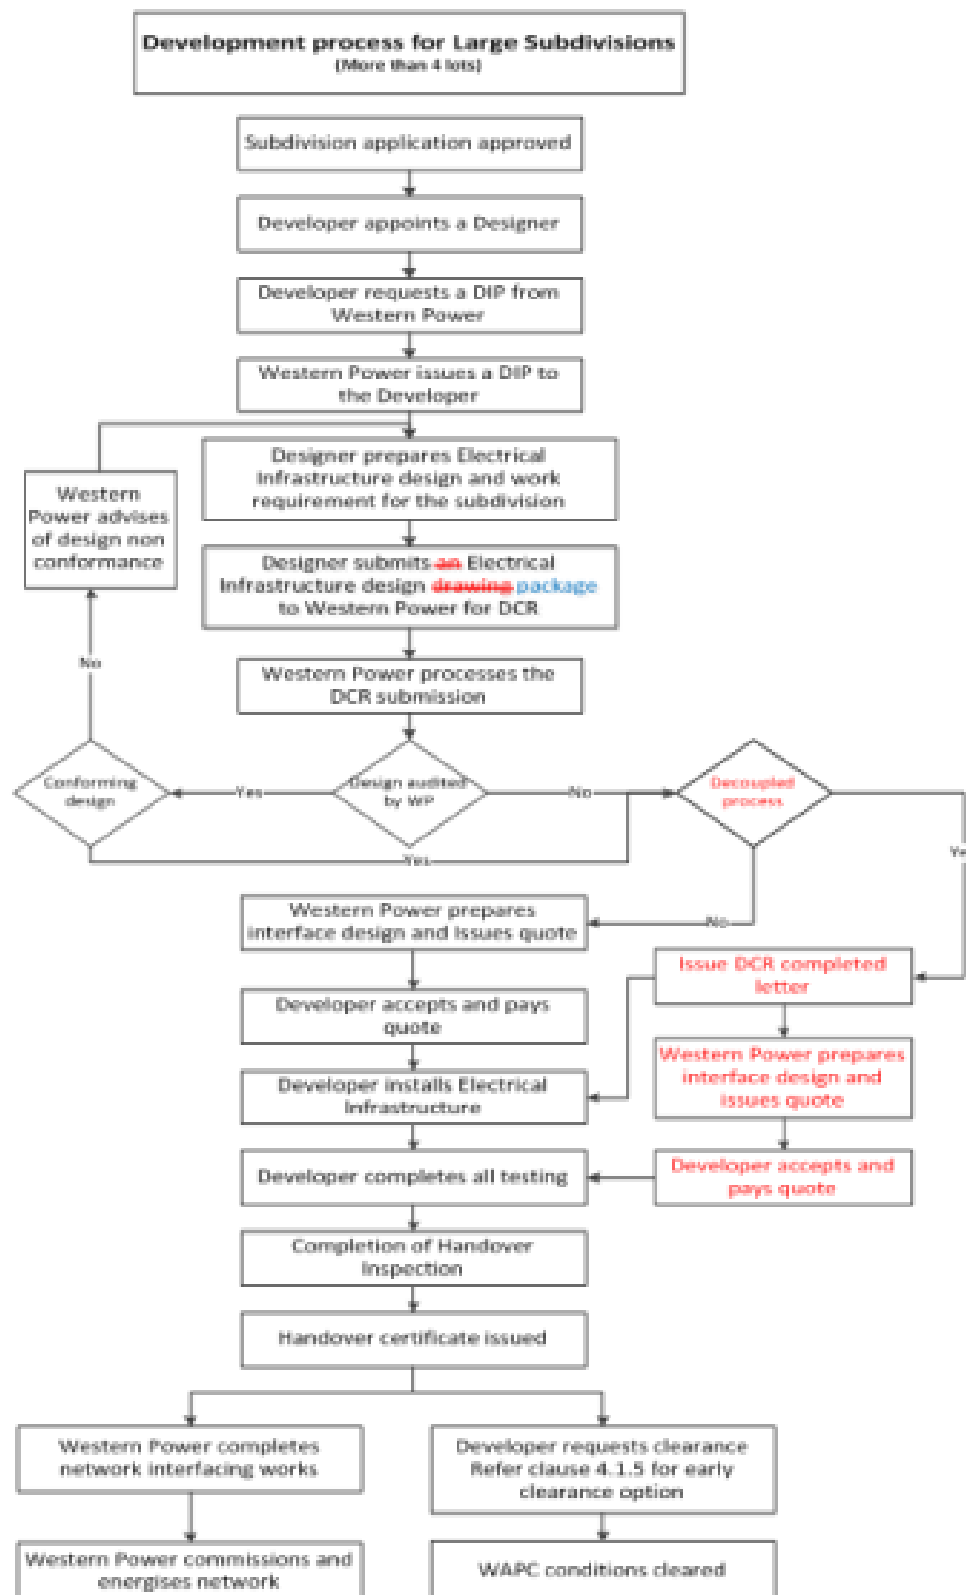 Development process for Large Subdivisions
(More than 4 lots)
Subdivision application approved
Developer appoints a Designer
Developer requests a DIP from
Western Power
Western Power issues a DIP to
the Developer
Designer prepares Electrical
Infrastructure design and work
requirement for the subdivision
Western
Power advises
of design non
conformance
Designer submits an Electrical
Infrastructure design drawing package
to Western Power for DCR
No
Western Power processes the
DCR submission
Conforming
design
Yes
Design audited
by WP
No
Decoupled
process
Yes
Yes
Western Power prepares
interface design and Issues quote
No
Issue DCR completed
letter
Developer accepts and pays
quote
Western Power prepares
interface design and
issues quote
Developer installs Electrical
Infrastructure
Developer completes all testing
Developer accepts and
pays quote
Completion of Handover
Inspection
Handover certificate issued
Western Power completes
network interfacing works
Developer requests clearance
Refer clause 4.1.5 for early
clearance option
Western Power commissions and
energises network
WAPC conditions cleared